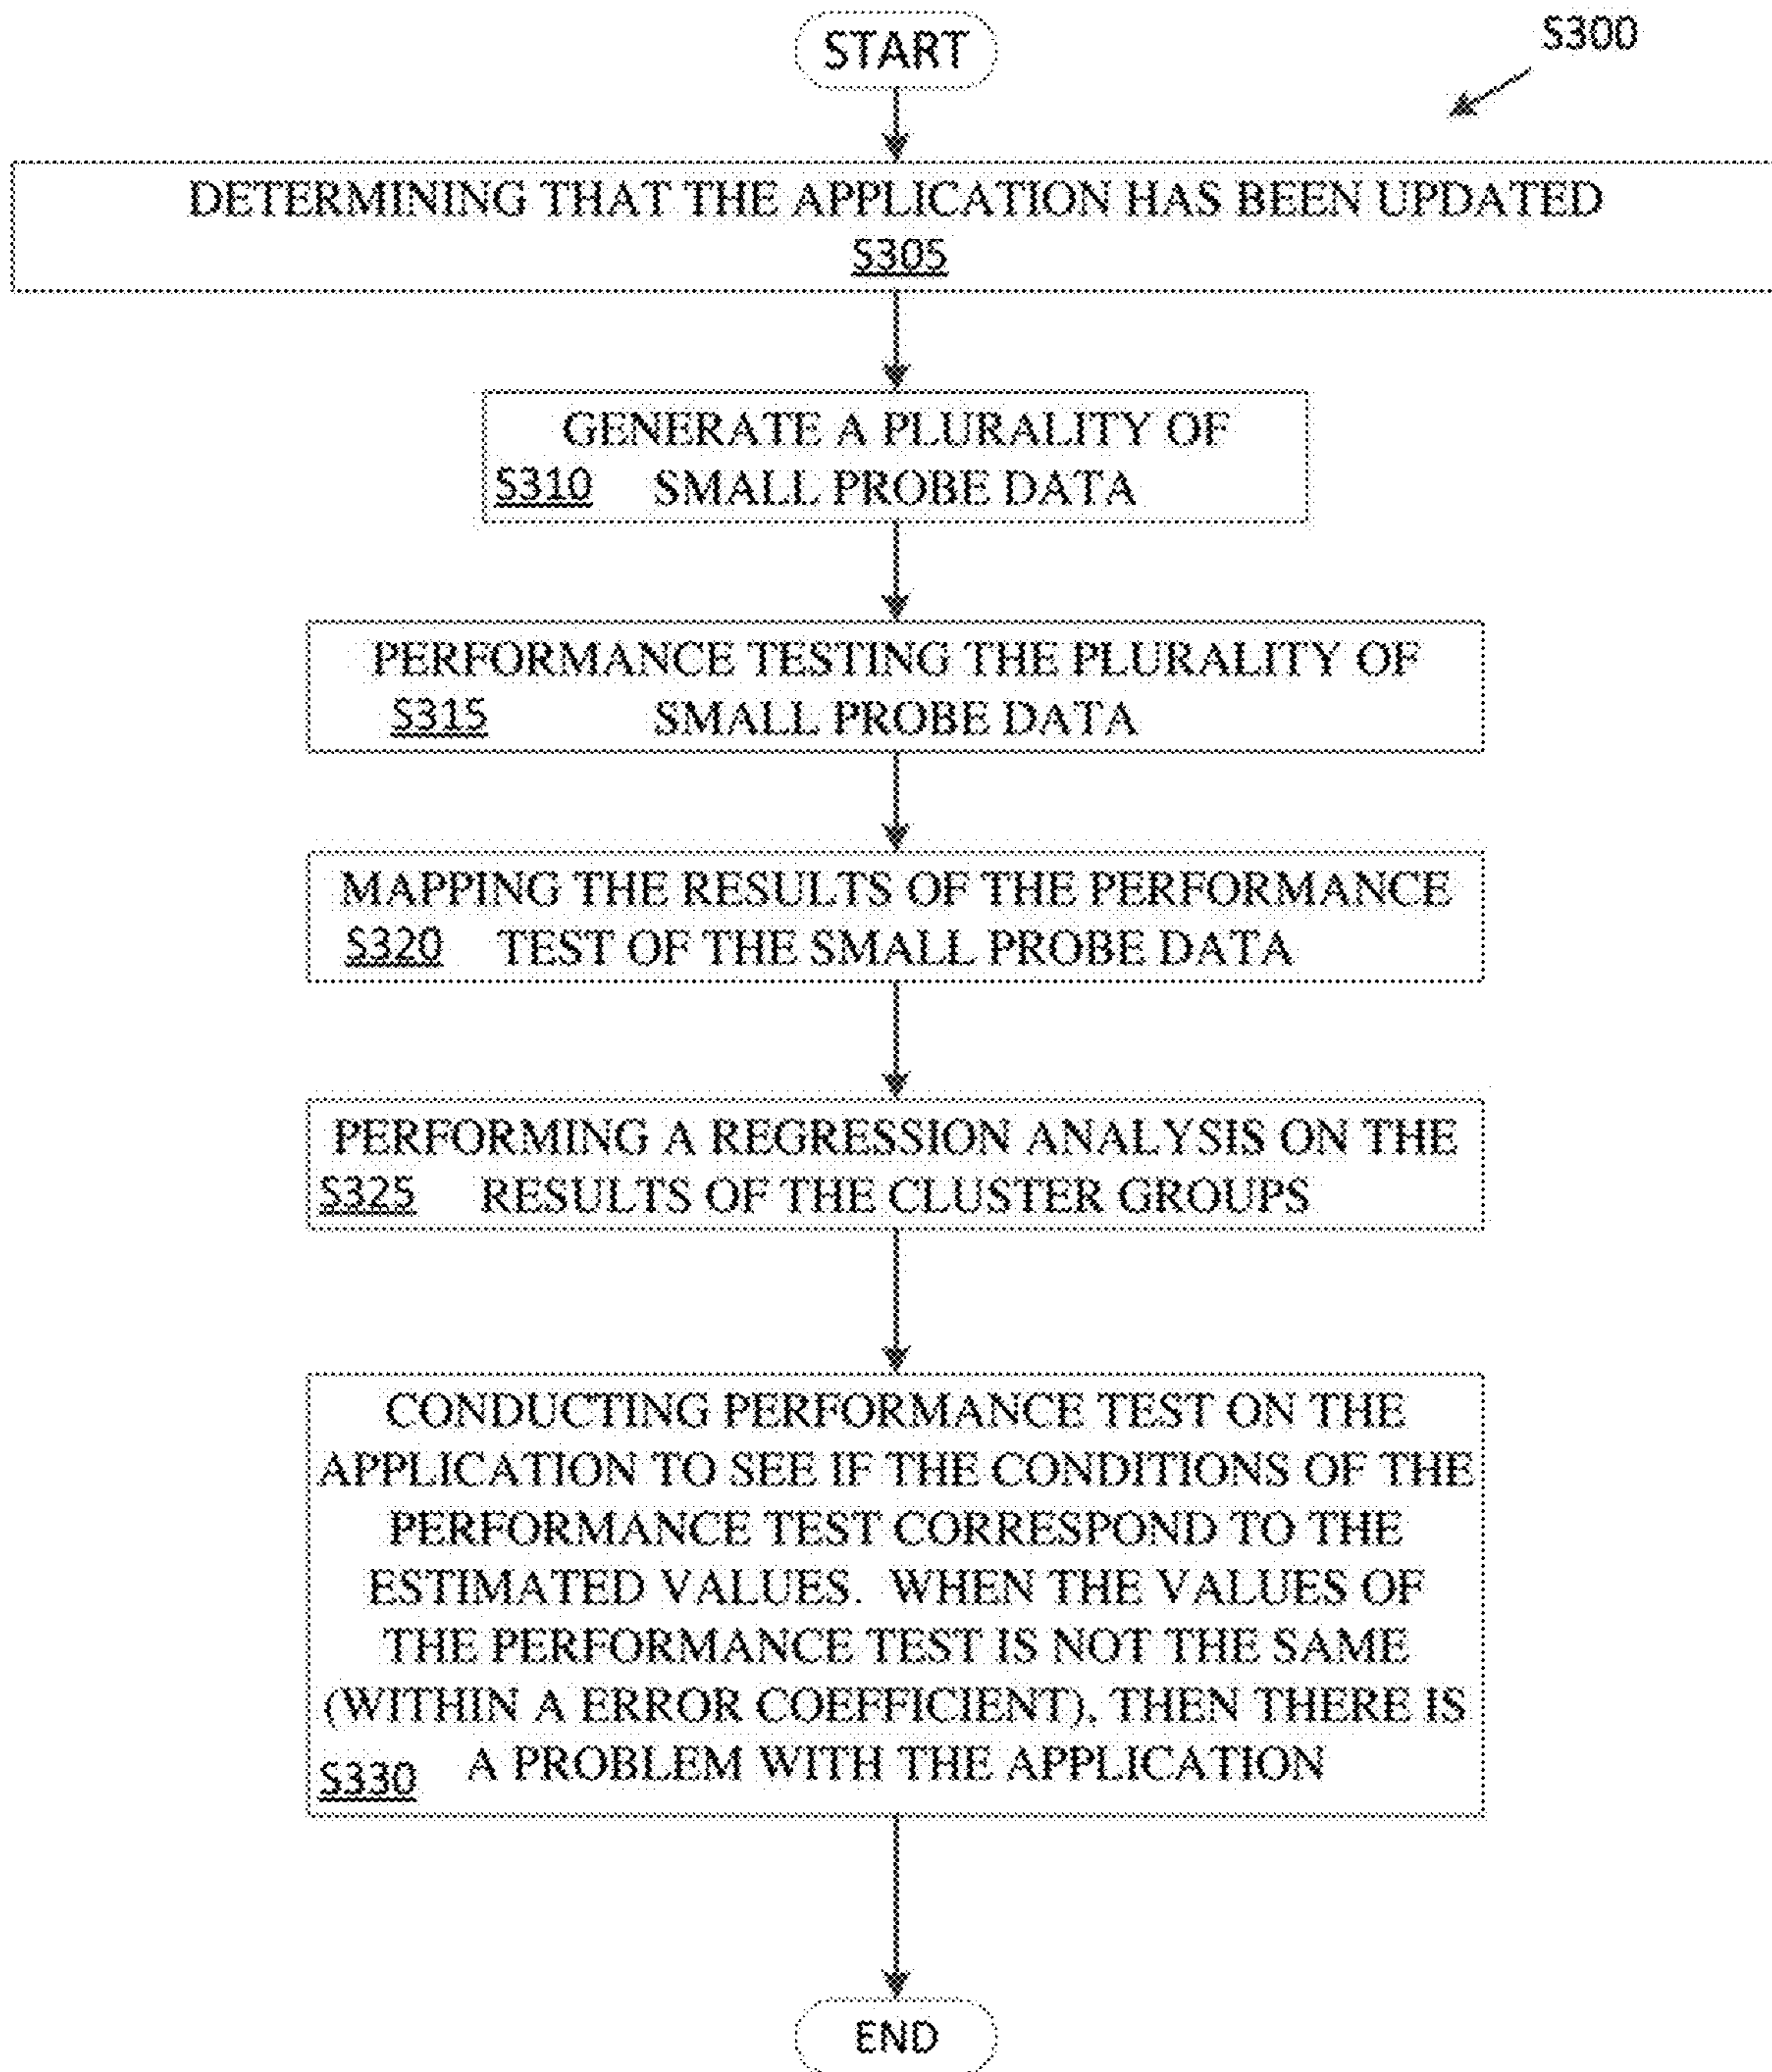 START
S300
DETERMINING THAT THE APPLICATION HAS BEEN UPDATED
S305
GENERATE A PLURALITY OF
S310 SMALL PROBE DATA
PERFORMANCE TESTING THE PLURALITY OF
S315 SMALL PROBE DATA
MAPPING THE RESULTS OF THE PERFORMANCE
S320 TEST OF THE SMALL PROBE DATA
PERFORMING A REGRESSION ANALYSIS ON THE
S325 RESULTS OF THE CLUSTER GROUPS
CONDUCTING PERFORMANCE TEST ON THE
APPLICATION TO SEE IF THE CONDITIONS OF THE
PERFORMANCE TEST CORRESPOND TO THE
ESTIMATED VALUES. WHEN THE VALUES OF
THE PERFORMANCE TEST IS NOT THE SAME
(WITHIN A ERROR COEFFICIENT), THEN THERE IS
S330 A PROBLEM WITH THE APPLICATION
END